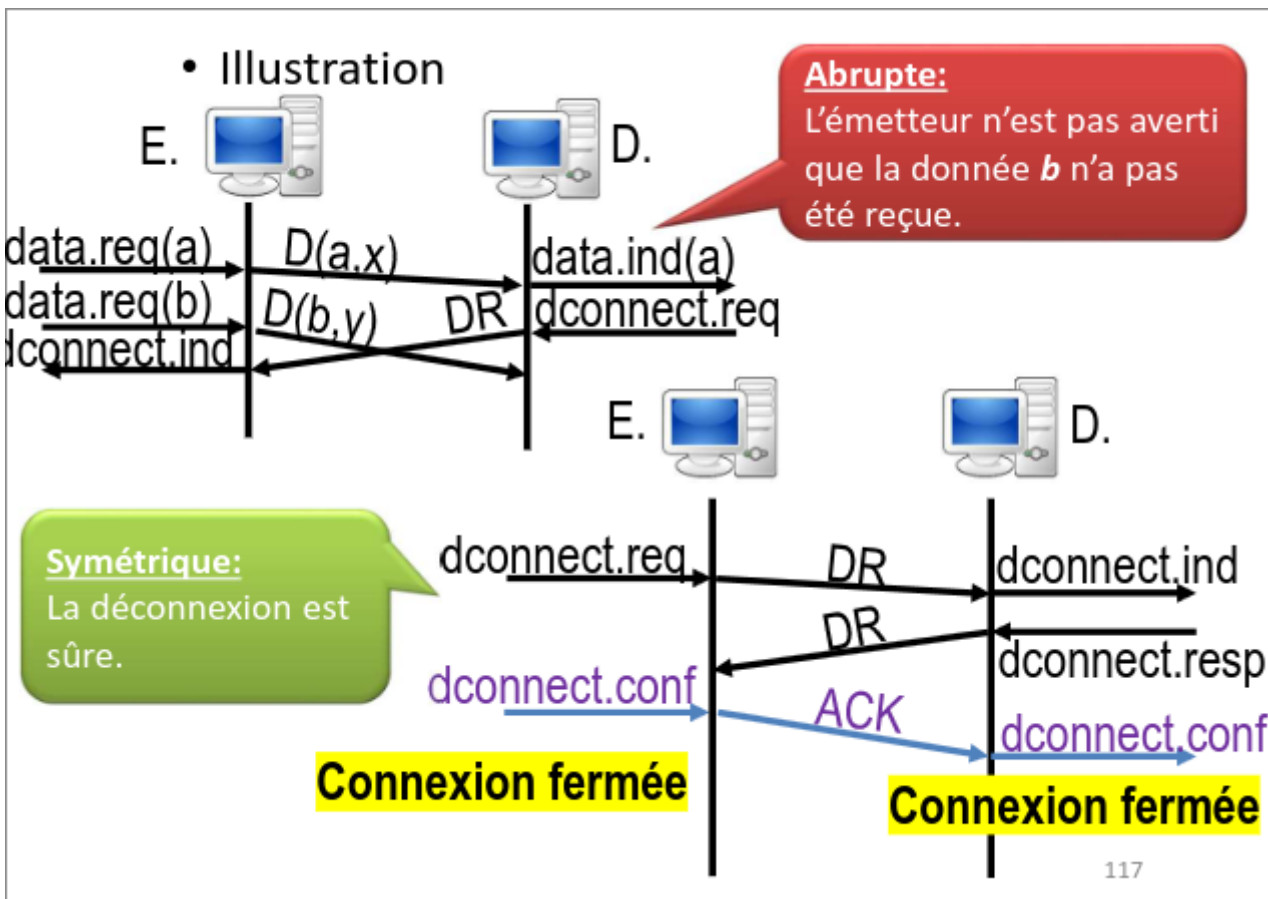 • Illustration
Abrupte:
L'émetteur n'est pas averti
que la donnée b n'a pas
été reçue.
E.
D.
data.req(a)
D(a,x)
data.ind(a)
data.req(b)
D(b,y)
DR
dconnect.req
dconnect.ind
E.
D.
Symétrique:
La déconnexion est
sûre.
dconnect.req
DR
dconnect.ind
DR
dconnect.resp
dconnect.conf
ACK
dconnect.conf
Connexion fermée
Connexion fermée
117